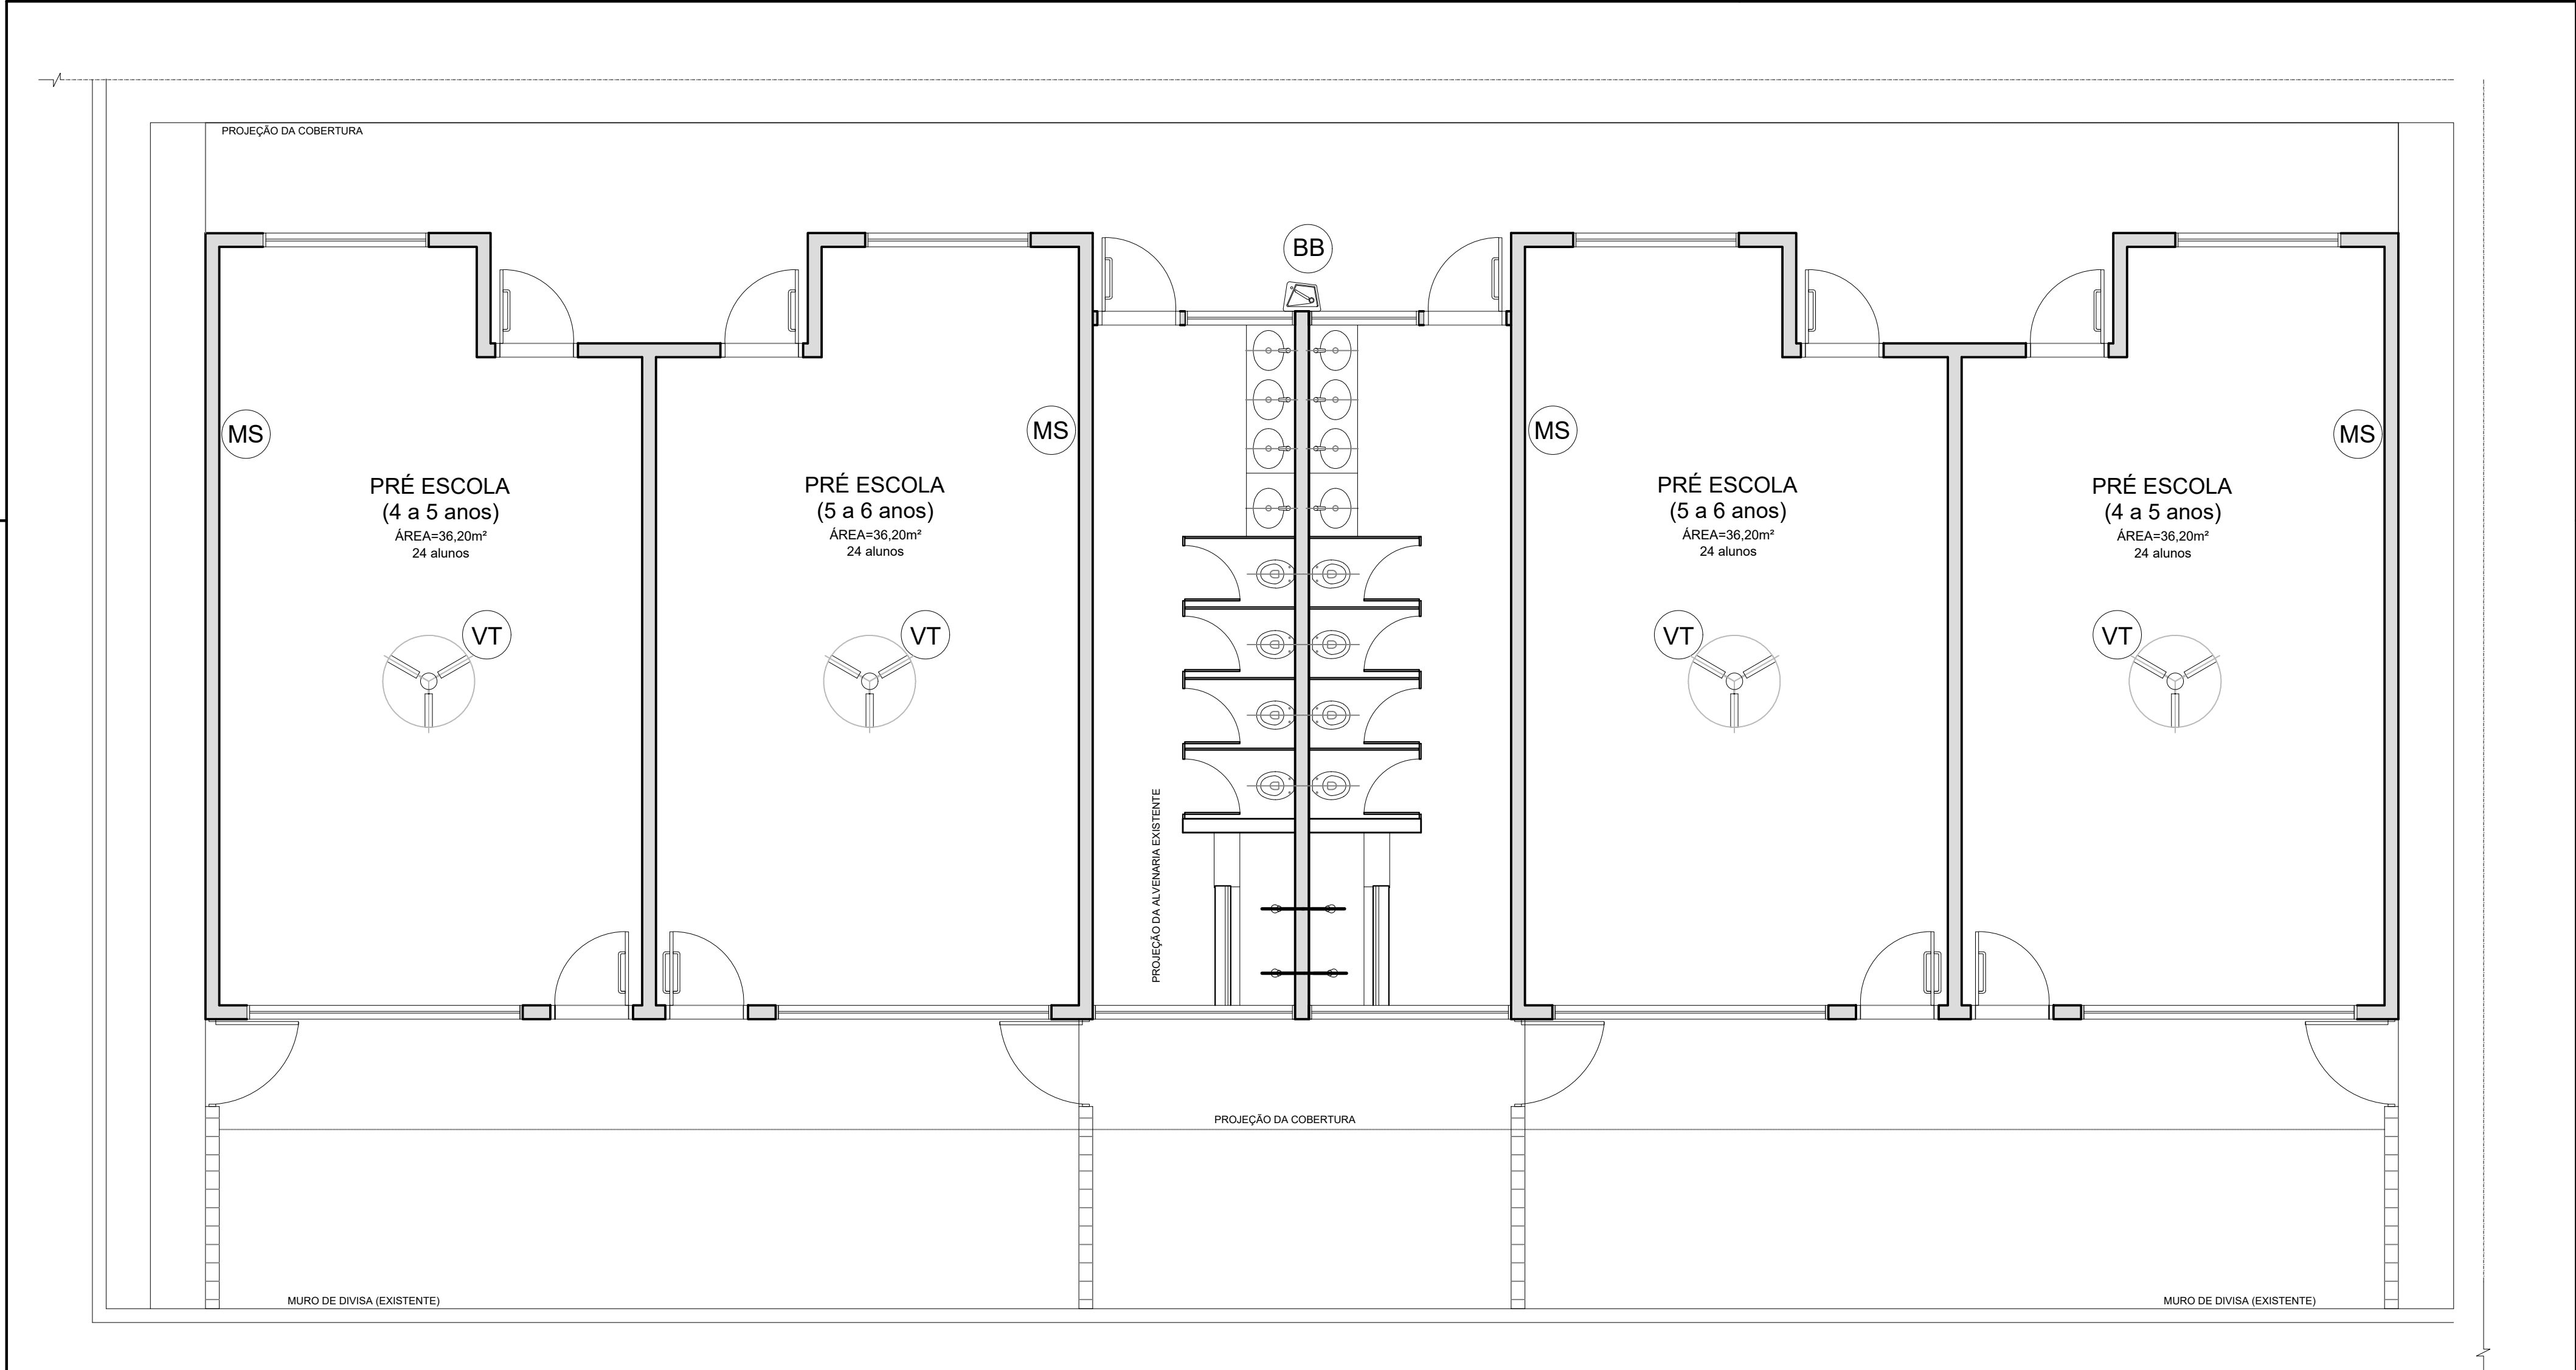 PROJEÇÃO DA COBERTURA
BB
MS
MS
MS
MS
PRÉ ESCOLA
(4 a 5 anos)
ÁREA=36,20m²
24 alunos
PRÉ ESCOLA
(5 a 6 anos)
ÁREA=36,20m²
24 alunos
PRÉ ESCOLA
(5 a 6 anos)
ÁREA=36,20m²
24 alunos
PRÉ ESCOLA
(4 a 5 anos)
ÁREA=36,20m²
24 alunos
VT
VT
VT
VT
PROJEÇÃO DA ALVENARIA EXISTENTE
PROJEÇÃO DA COBERTURA
MURO DE DIVISA (EXISTENTE)
MURO DE DIVISA (EXISTENTE)